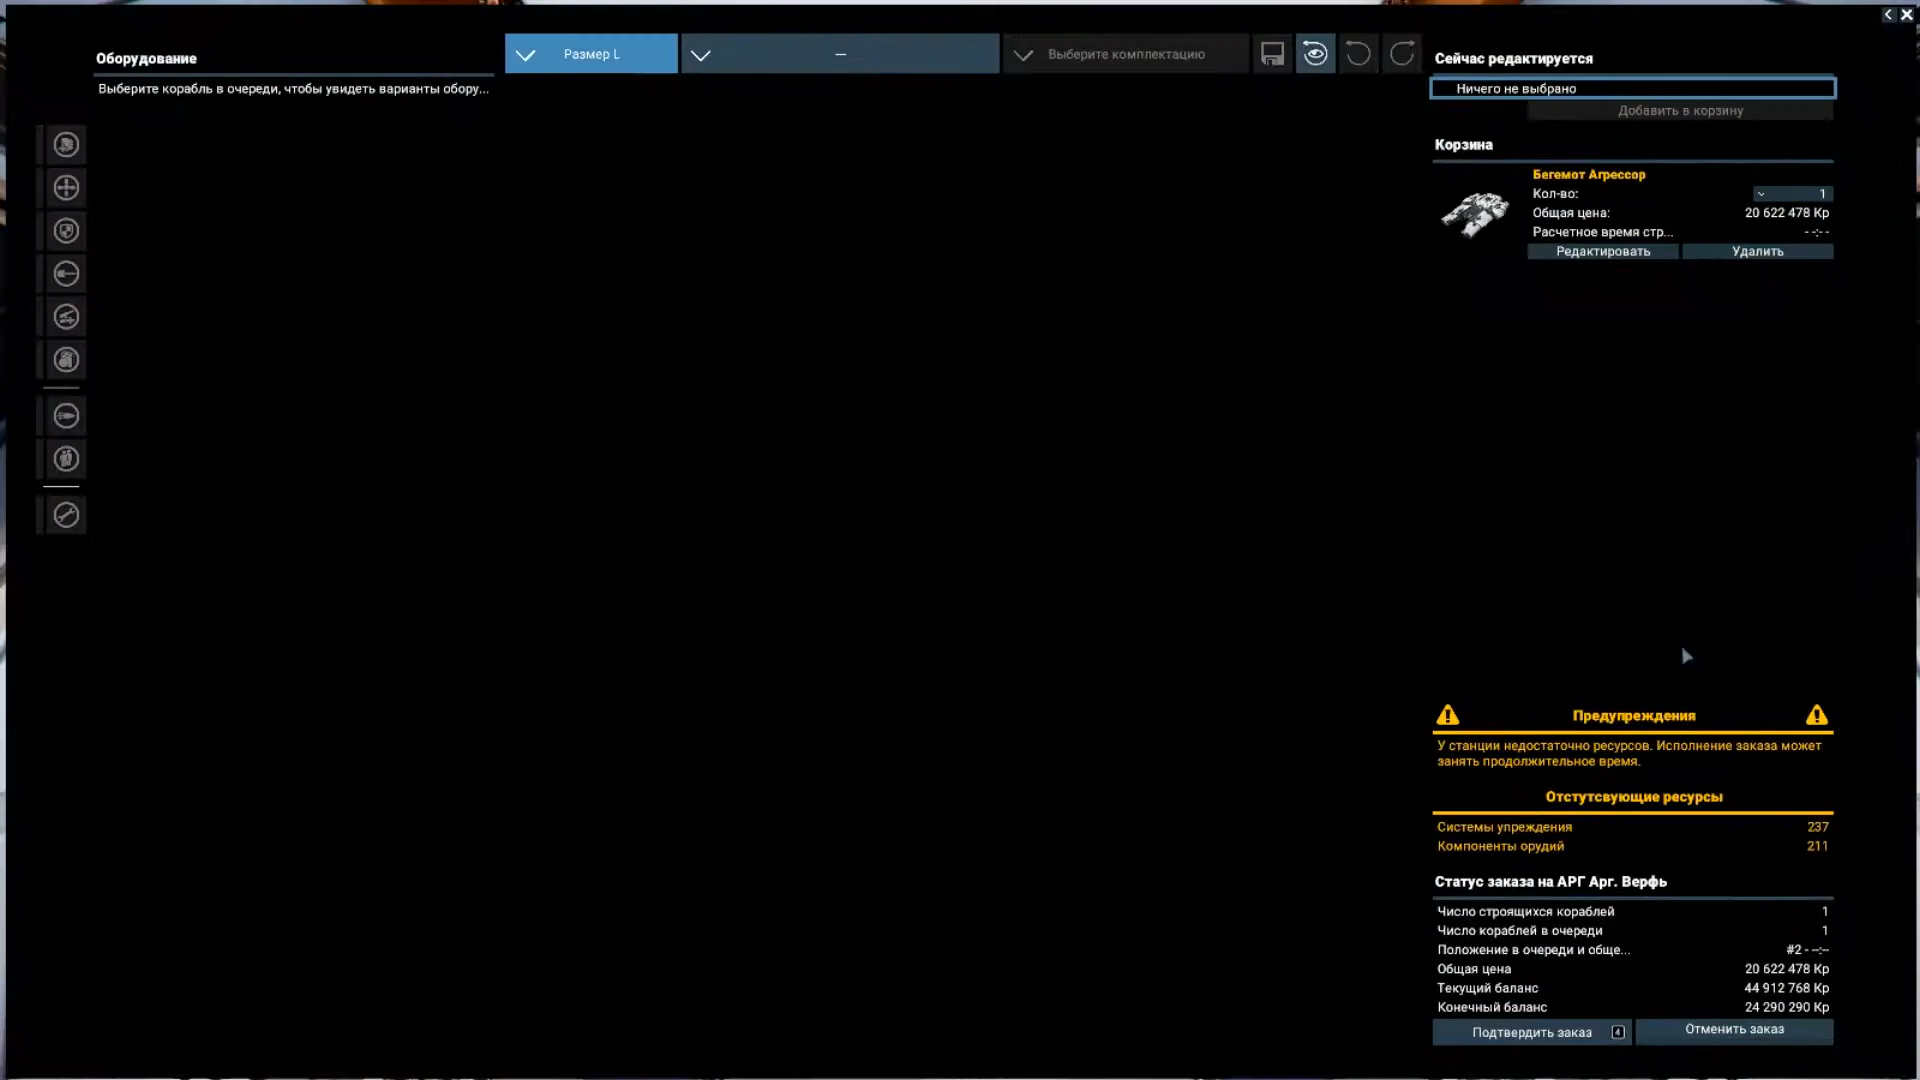 Оборудование
Выберите корабль в очереди, чтобы увидеть варианты обору...
Размер L
—
Выберите комплектацию
Сейчас редактируется
Ничего не выбрано
Добавить в корзину
Корзина
Бегемот Агрессор
Кол-во: 1
Общая цена: 20 622 478 Кр
Расчетное время стр... --:--
Редактировать Удалить
Предупреждения
У станции недостаточно ресурсов. Исполнение заказа может
занять продолжительное время.
Отстутсвующие ресурсы
Системы упреждения 237
Компоненты орудий 211
Статус заказа на АРГ Арг. Верфь
Число строящихся кораблей 1
Число кораблей в очереди 1
Положение в очереди и обще... #2 - --:--
Общая цена 20 622 478 Кр
Текущий баланс 44 912 768 Кр
Конечный баланс 24 290 290 Кр
Подтвердить заказ 4 Отменить заказ